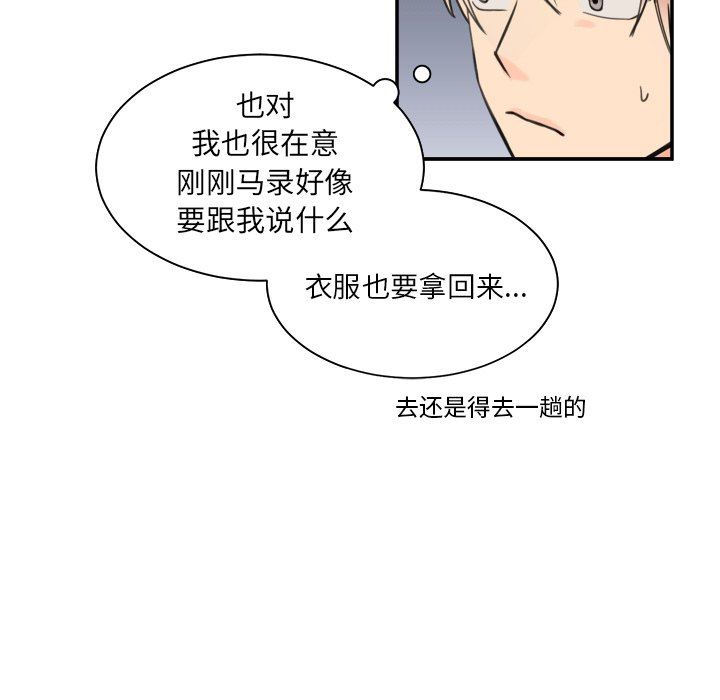 也对
我也很在意
刚刚马录好像
要跟我说什么
衣服也要拿回来...
去还是得去一趟的